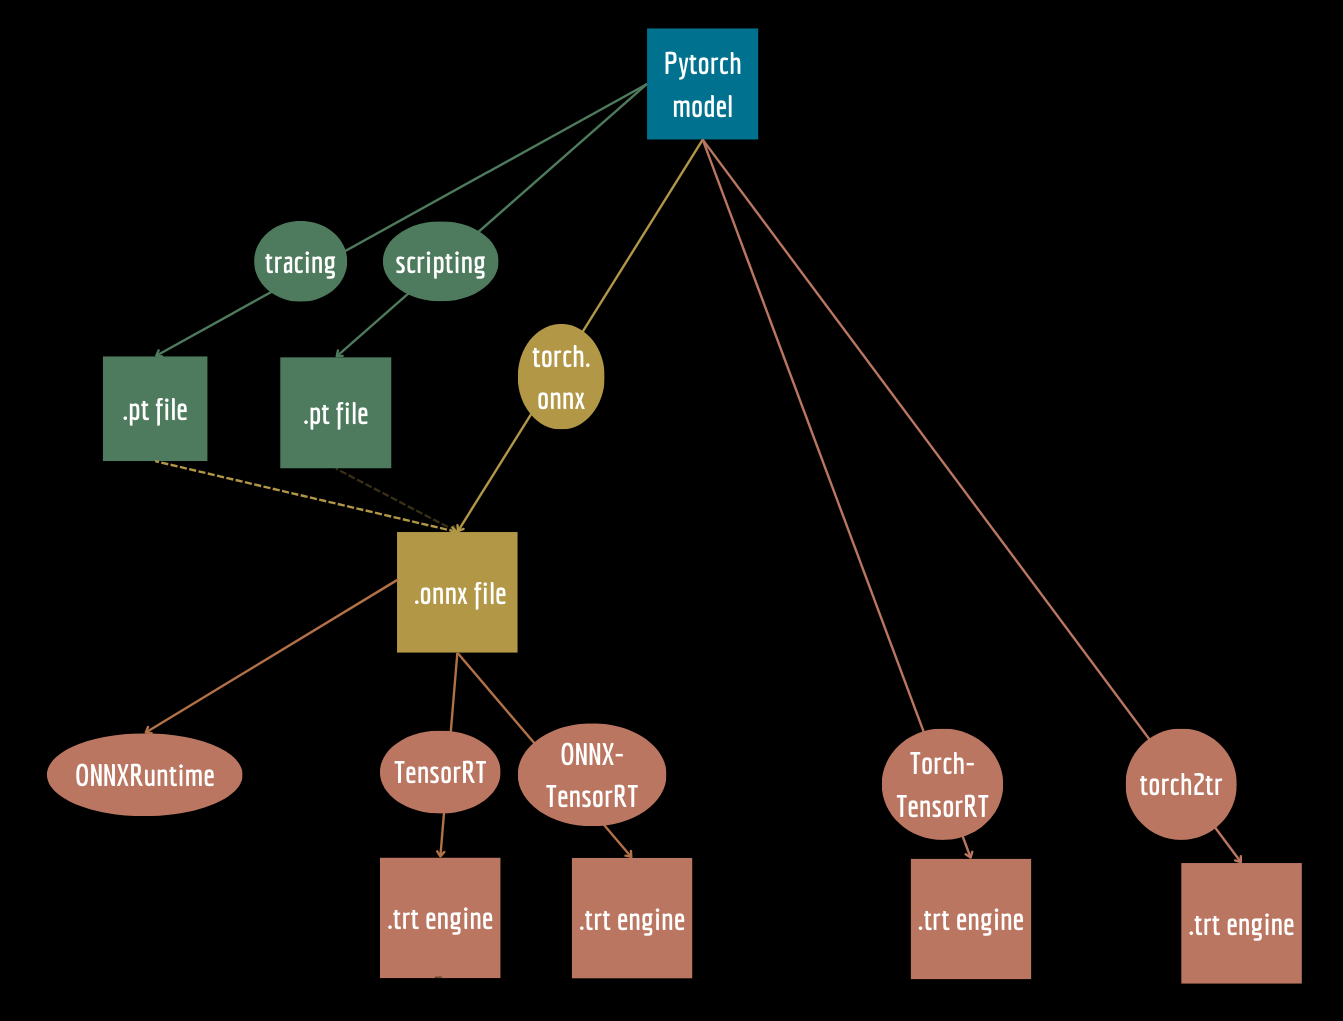 Pytorch
model
tracing
scripting
torch.
onnx
.pt file
.pt file
.onnx file
ONNXRuntime
TensorRT
ONNX-
TensorRT
Torch-
TensorRT
torch2tr
.trt engine
.trt engine
.trt engine
.trt engine